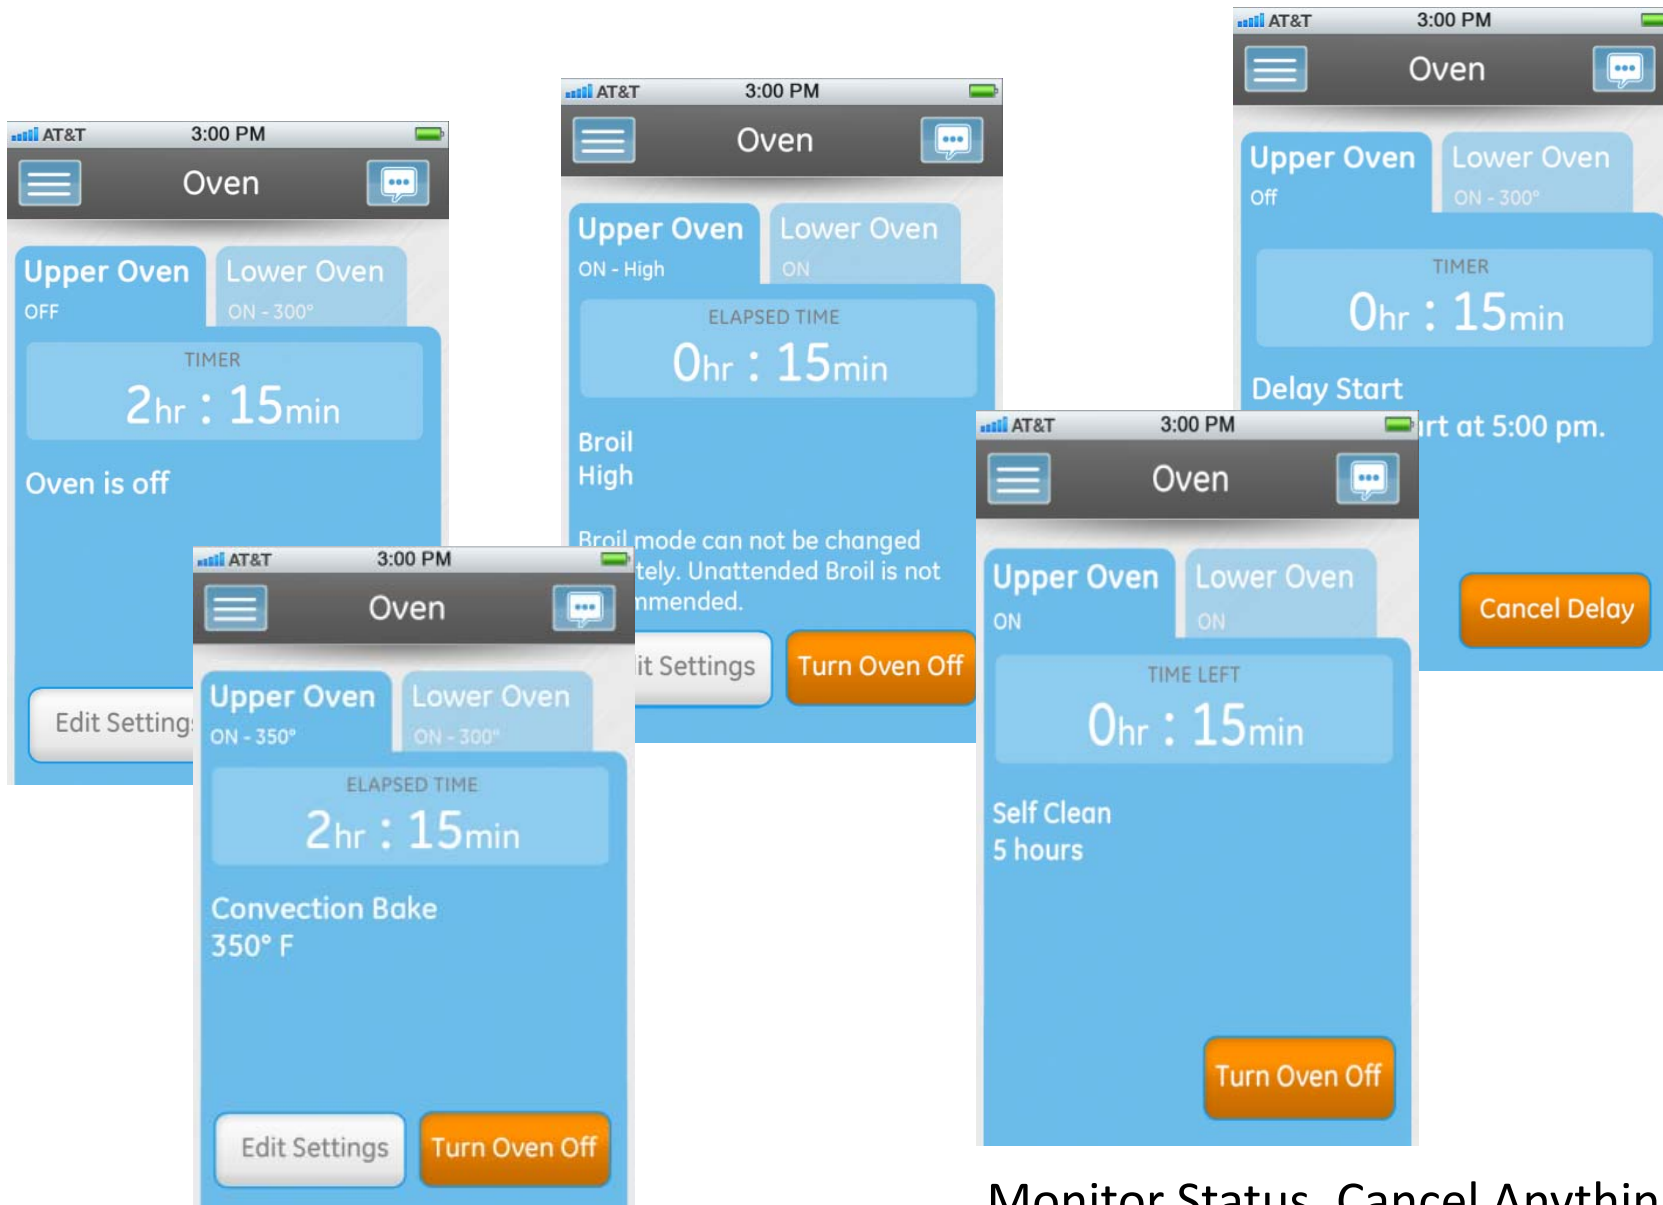 AT&T 3:00 PM
Oven
Upper Oven
OFF
Lower Oven
ON - 300°
TIMER
2hr : 15min
Oven is off
Edit
AT&T 3:00 PM
Oven
Upper Oven
ON - 350°
Lower Oven
ON - 300°
ELAPSED TIME
2hr : 15min
Convection Bake
350° F
Edit Settings
Turn Oven Off
AT&T 3:00 PM
Oven
Upper Oven
ON - High
Lower Oven
ON
ELAPSED TIME
0hr : 15min
Broil
High
Broil mode can not be changed
Unattended Broil is not
Settings
Turn Oven Off
AT&T 3:00 PM
Oven
Upper Oven
ON
Lower Oven
ON
TIME LEFT
0hr : 15min
Self Clean
5 hours
Turn Oven Off
AT&T 3:00 PM
Oven
Upper Oven
Off
Lower Oven
ON - 300°
TIMER
0hr : 15min
Delay Start
at 5:00 pm.
Cancel Delay
Monitor Status, Cancel